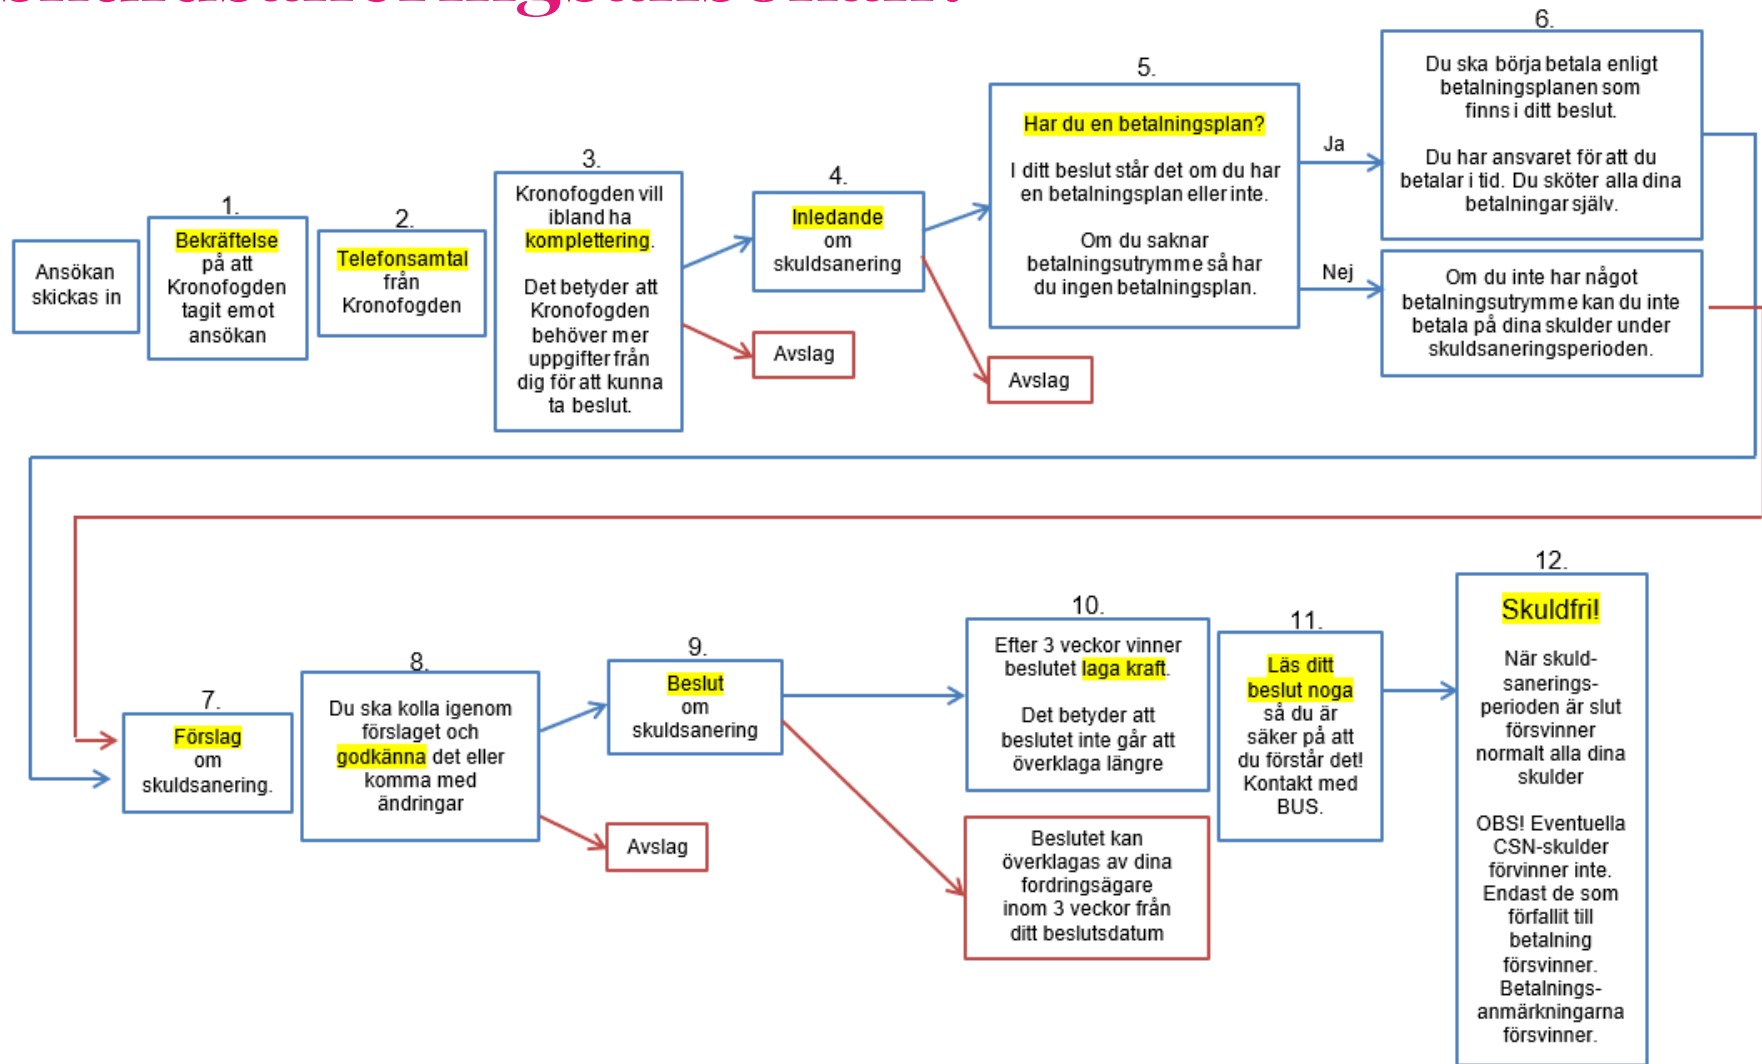 Ansökan
skickas in
1.
Bekräftelse
på att
Kronofogden
tagit emot
ansökan
2.
Telefonsamtal
från
Kronofogden
3.
Kronofogden vill
ibland ha
komplettering.
Det betyder att
Kronofogden
behöver mer
uppgifter från
dig för att kunna
ta beslut.
4.
Inledande
om
skuldsanering
Avslag
Avslag
5.
Har du en betalningsplan?
I ditt beslut står det om du har
en betalningsplan eller inte.
Om du saknar
betalningsutrymme så har
du ingen betalningsplan.
Ja
Nej
6.
Du ska börja betala enligt
betalningsplanen som
finns i ditt beslut.
Du har ansvaret för att du
betalar i tid. Du sköter alla dina
betalningar själv.
Om du inte har något
betalningsutrymme kan du inte
betala på dina skulder under
skuldsaneringsperioden.
7.
Förslag
om
skuldsanering.
8.
Du ska kolla igenom
förslaget och
godkänna det eller
komma med
ändringar
Avslag
9.
Beslut
om
skuldsanering
10.
Efter 3 veckor vinner
beslutet laga kraft.
Det betyder att
beslutet inte går att
överklaga längre
Beslutet kan
överklagas av dina
fordringsägare
inom 3 veckor från
ditt beslutsdatum
11.
Läs ditt
beslut noga
så du är
säker på att
du förstår det!
Kontakt med
BUS.
12.
Skuldfri!
När skuld-
sanerings-
perioden är slut
försvinner
normalt alla dina
skulder
OBS! Eventuella
CSN-skulder
förvinner inte.
Endast de som
förfallit till
betalning
försvinner.
Betalnings-
anmärkningarna
försvinner.